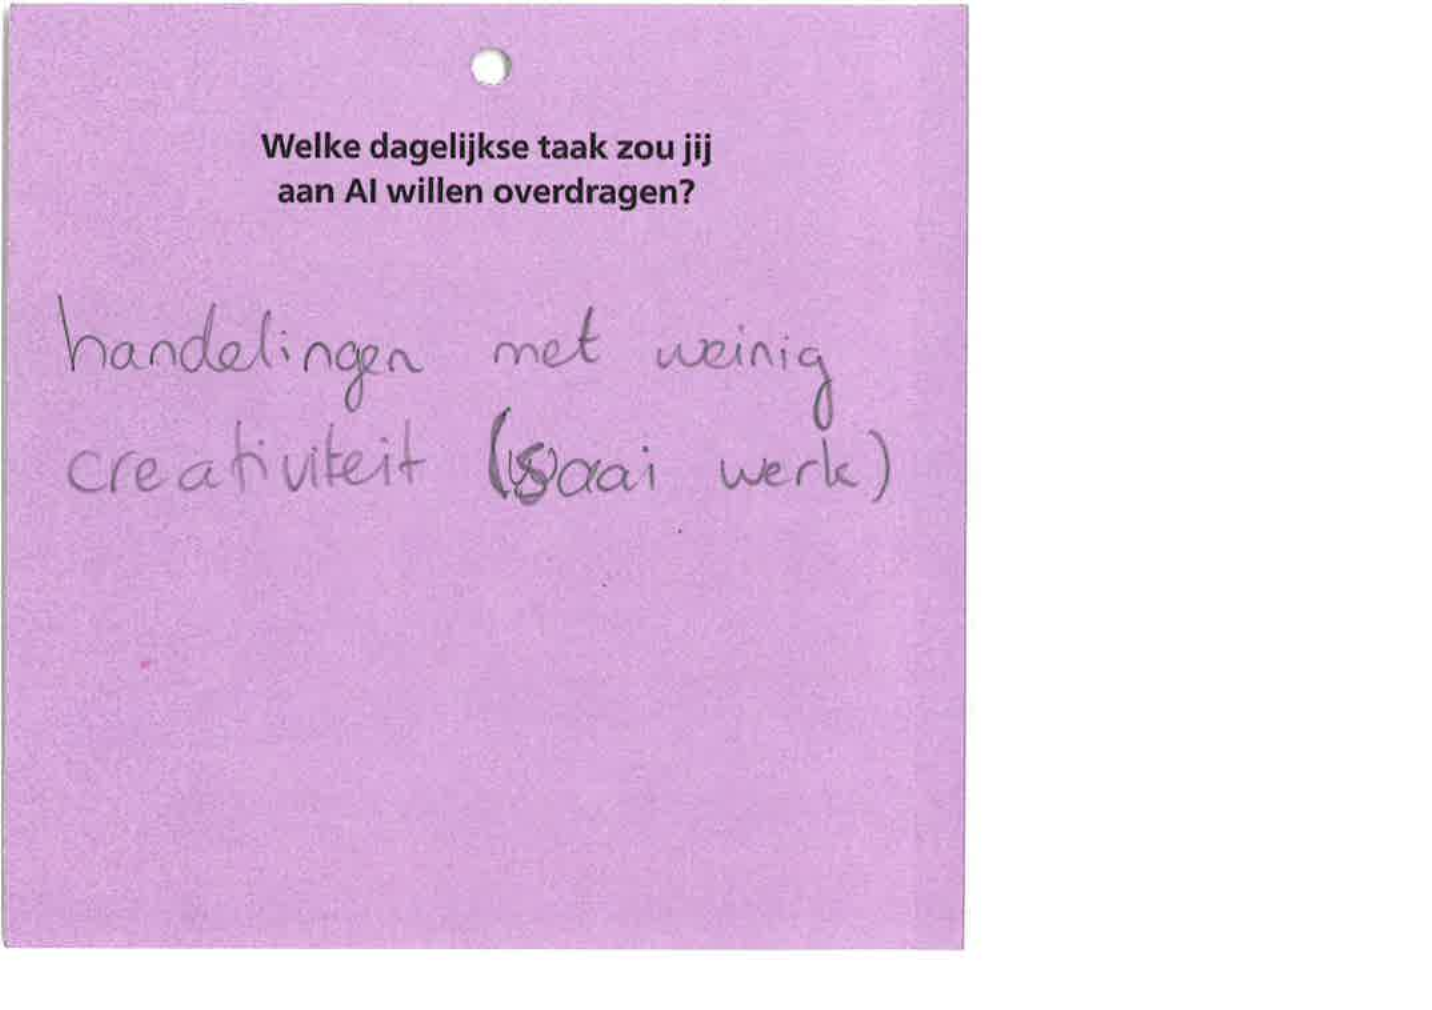 Welke dagelijkse taak zou jij
aan AI willen overdragen?
handelingen met weinig
creativiteit (saai werk)